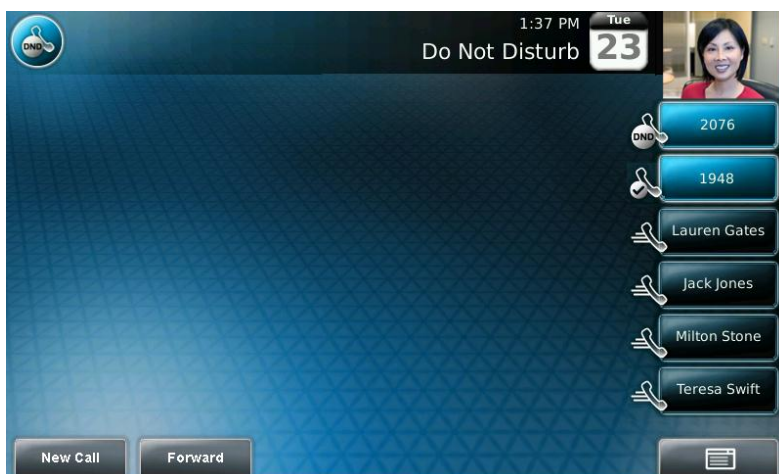 DND
1:37 PM
Do Not Disturb
Tue
23
2076
DND
1948
Lauren Gates
Jack Jones
Milton Stone
Teresa Swift
New Call
Forward